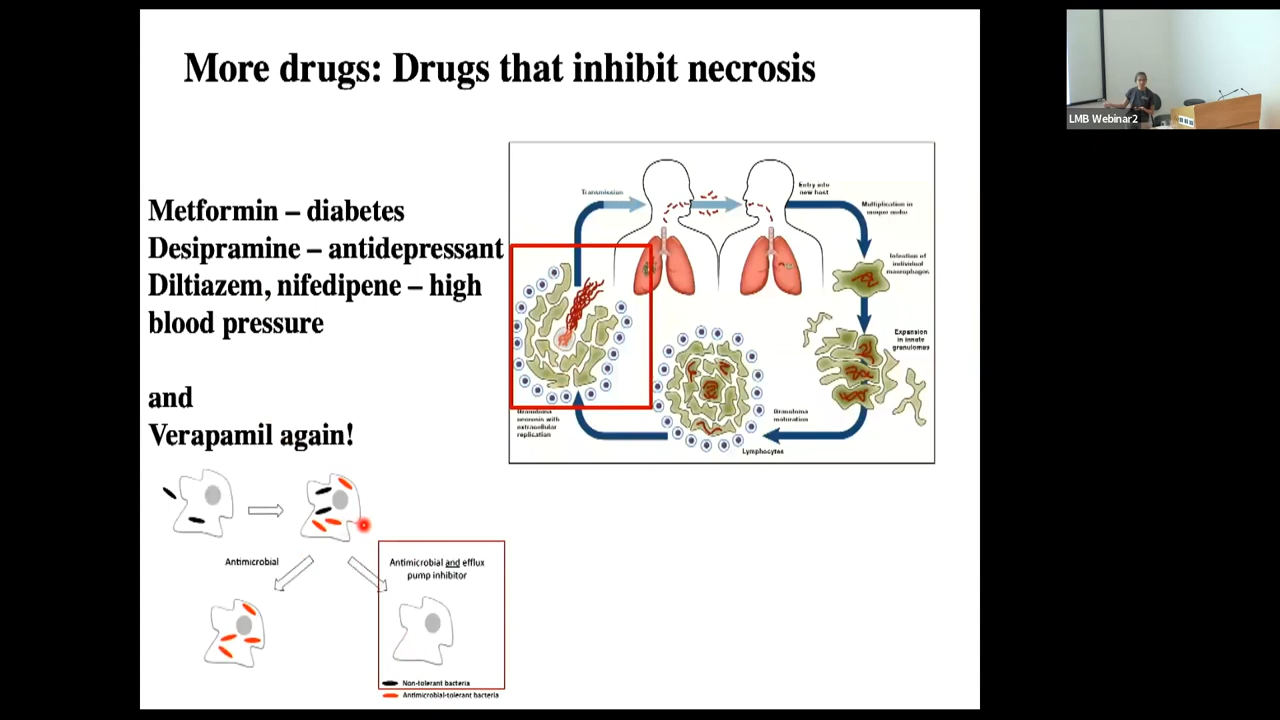 More drugs: Drugs that inhibit necrosis
LMB Webinar2
Metformin – diabetes
Desipramine – antidepressant
Diltiazem, nifedipene – high
blood pressure
and
Verapamil again!
Transmission
Entry into
new host
Multiplication in
Infection of
individual
macrophages
Expansion
in innate
granulomas
Granuloma
maturation
Lymphocytes
Granuloma
necrosis with
extracellular
replication
Antimicrobial
Antimicrobial and efflux
pump inhibitor
Non-tolerant bacteria
Antimicrobial-tolerant bacteria